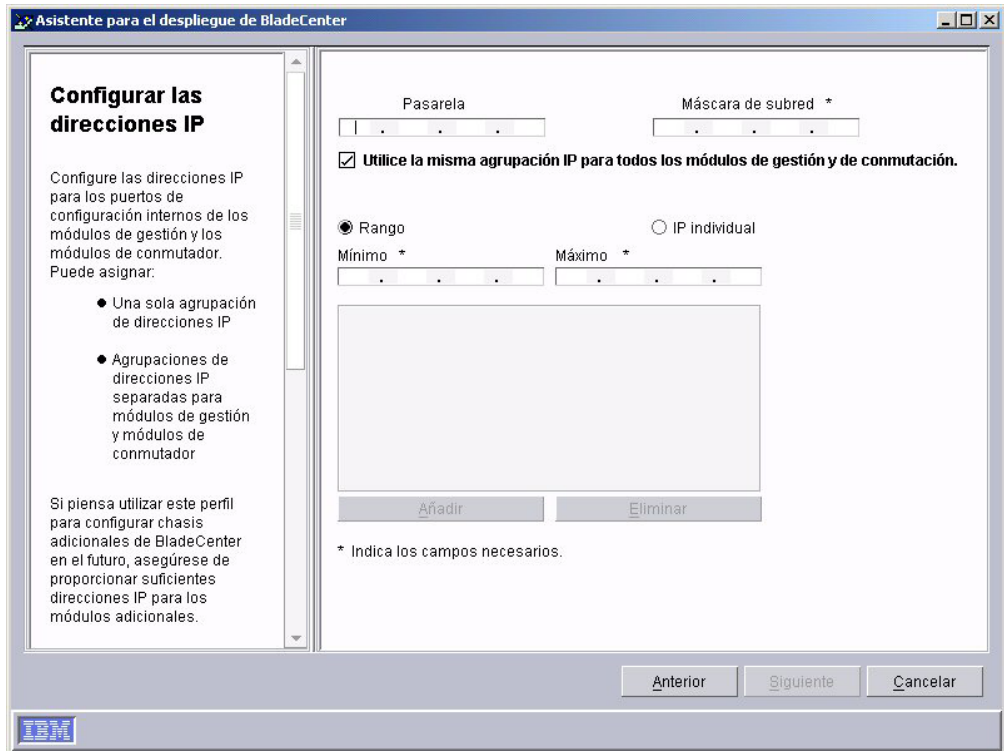 Asistente para el despliegue de BladeCenter
Configurar las
direcciones IP
Configure las direcciones IP
para los puertos de
configuración internos de los
módulos de gestión y los
módulos de conmutador.
Puede asignar:
● Una sola agrupación
de direcciones IP
● Agrupaciones de
direcciones IP
separadas para
módulos de gestión
y módulos de
conmutador
Si piensa utilizar este perfil
para configurar chasis
adicionales de BladeCenter
en el futuro, asegúrese de
proporcionar suficientes
direcciones IP para los
módulos adicionales.
Pasarela Máscara de subred *
. . . . . .
Utilice la misma agrupación IP para todos los módulos de gestión y de conmutación.
Rango IP individual
Mínimo * Máximo *
. . . . . .
Añadir Eliminar
* Indica los campos necesarios.
Anterior Siguiente Cancelar
IBM